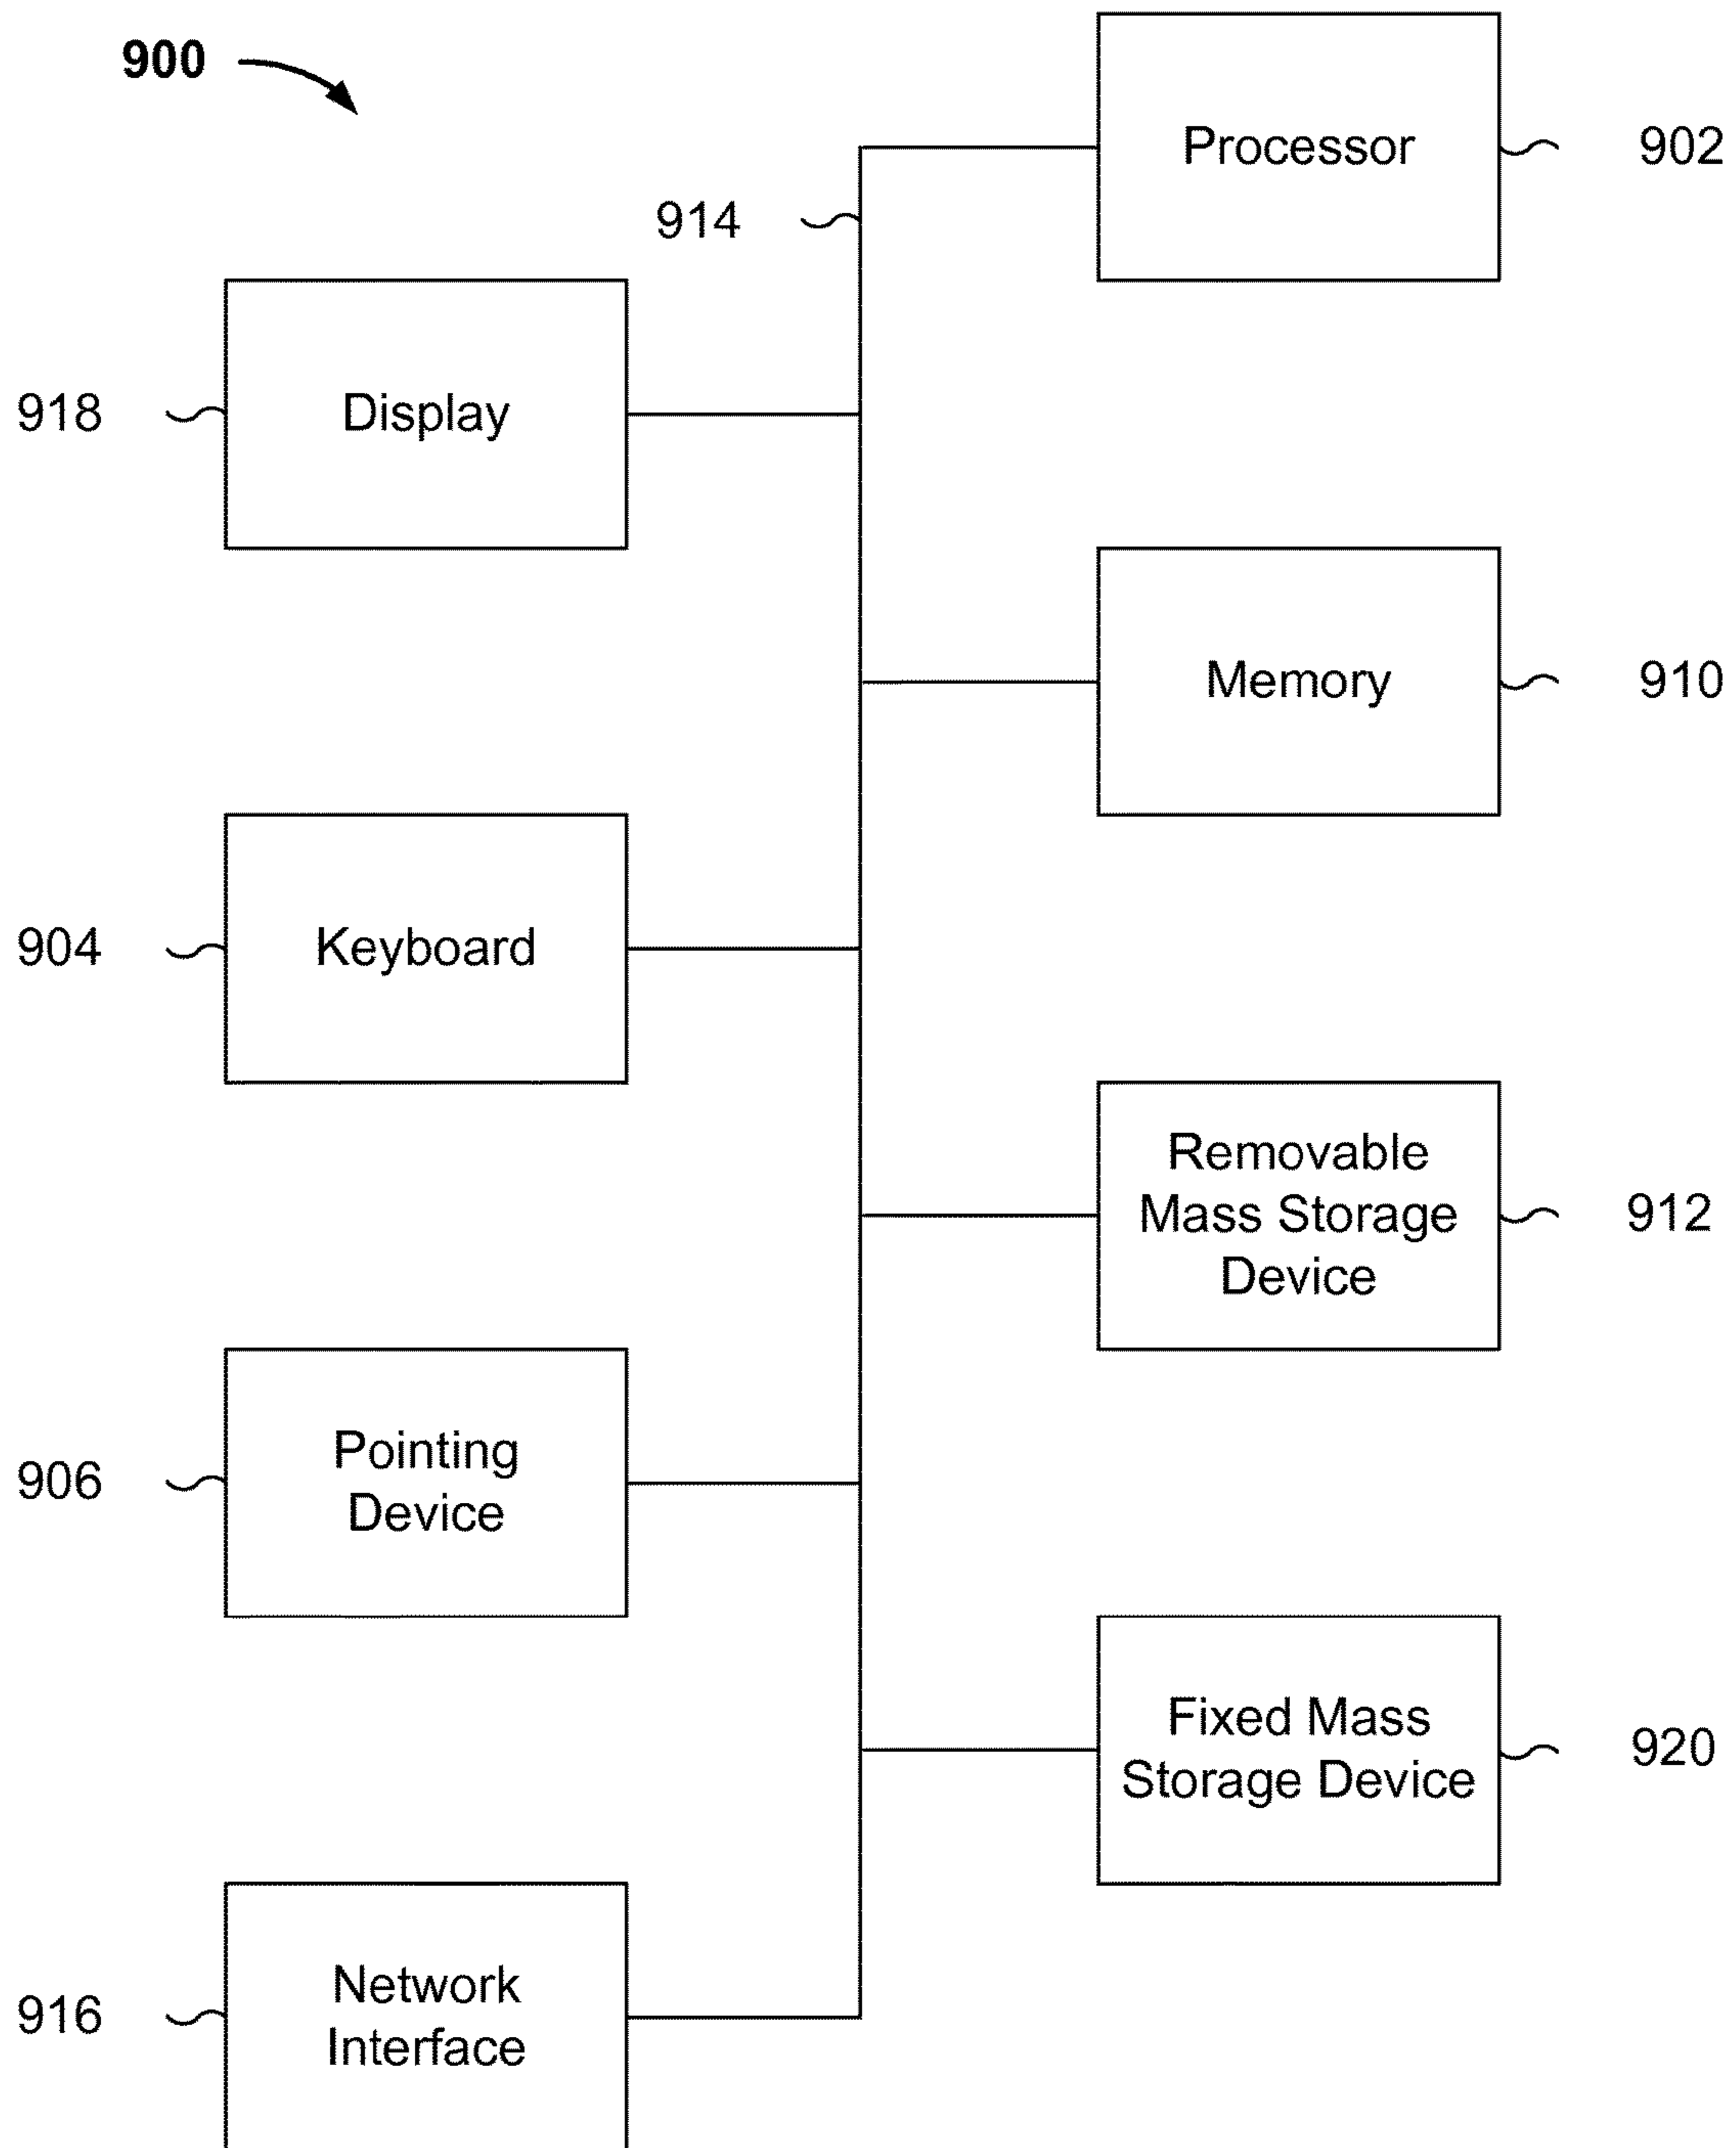 900
Processor
902
914
918
Display
Memory
910
904
Keyboard
Removable
Mass Storage
Device
912
906
Pointing
Device
Fixed Mass
Storage Device
920
916
Network
Interface